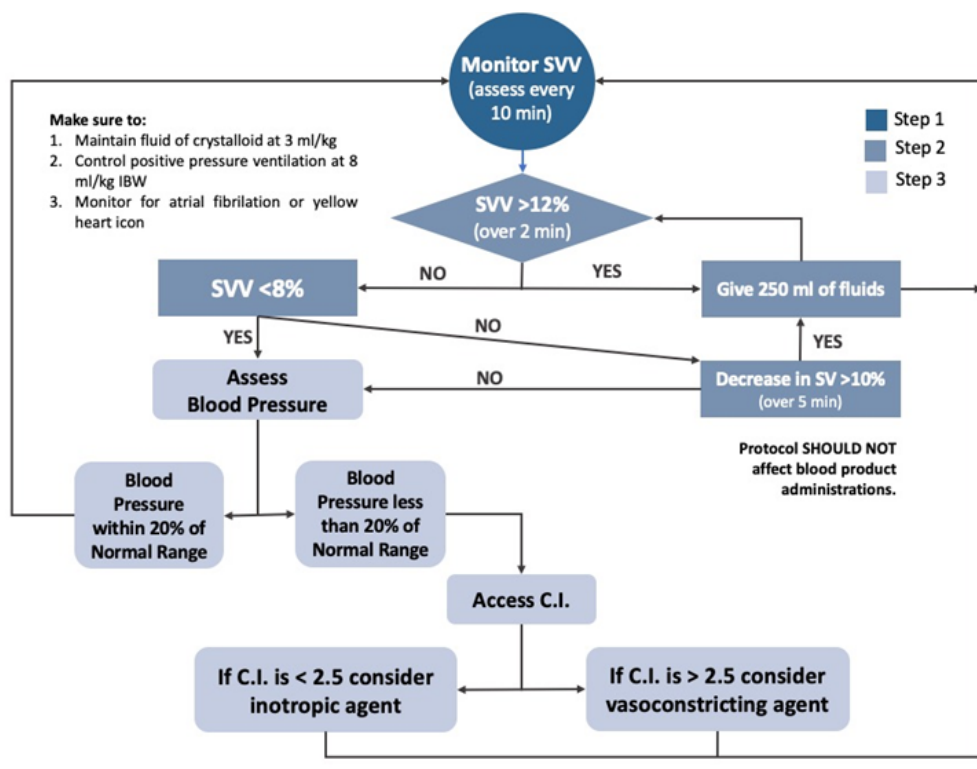 Monitor SVV
(assess every
10 min)
Make sure to:
1. Maintain fluid of crystalloid at 3 ml/kg
2. Control positive pressure ventilation at 8
ml/kg IBW
3. Monitor for atrial fibrilation or yellow
heart icon
Step 1
Step 2
Step 3
SVV >12%
(over 2 min)
NO
YES
SVV <8%
Give 250 ml of fluids
YES
NO
YES
Assess
Blood Pressure
NO
Decrease in SV >10%
(over 5 min)
Protocol SHOULD NOT
affect blood product
administrations.
Blood
Pressure
within 20% of
Normal Range
Blood
Pressure less
than 20% of
Normal Range
Access C.I.
If C.I. is < 2.5 consider
inotropic agent
If C.I. is > 2.5 consider
vasoconstricting agent